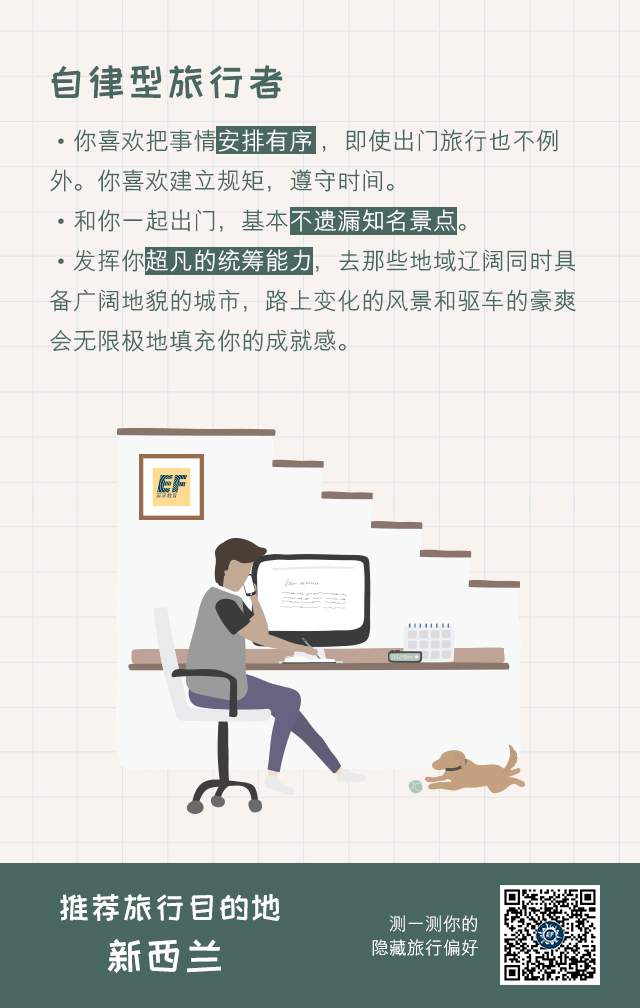 自律型旅行者
•你喜欢把事情安排有序，即使出门旅行也不例
外。你喜欢建立规矩，遵守时间。
•和你一起出门，基本不遗漏知名景点。
•发挥你超凡的统筹能力，去那些地域辽阔同时具
备广阔地貌的城市，路上变化的风景和驱车的豪爽
会无限极地填充你的成就感。
EF
英孚教育
推荐旅行目的地
新西兰
测一测你的
隐藏旅行偏好